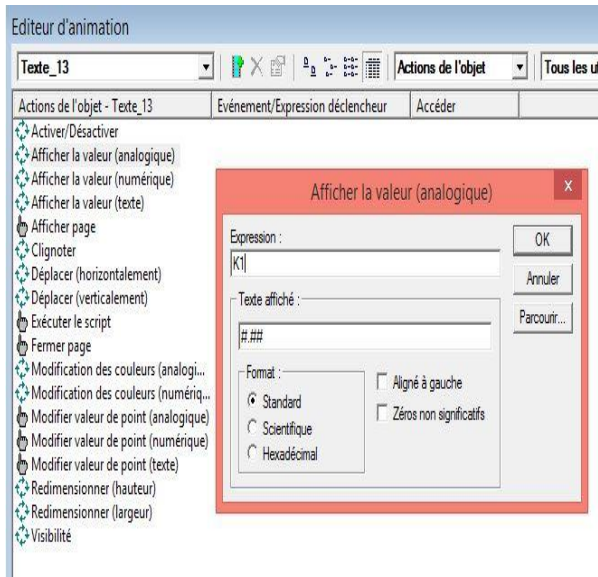 Editeur d'animation
Texte_13 Actions de l'objet Tous les ut
Actions de l'objet - Texte_13 Evénement/Expression déclencheur Accéder
Activer/Désactiver
Afficher la valeur (analogique)
Afficher la valeur (numérique)
Afficher la valeur (texte)
Afficher page
Clignoter
Déplacer (horizontalement)
Déplacer (verticalement)
Exécuter le script
Fermer page
Modification des couleurs (analogi...
Modification des couleurs (numériq...
Modifier valeur de point (analogique)
Modifier valeur de point (numérique)
Modifier valeur de point (texte)
Redimensionner (hauteur)
Redimensionner (largeur)
Visibilité
Afficher la valeur (analogique) x
Expression :
K1
OK
Annuler
Parcourir...
Texte affiché :
#.##
Format :
Standard
Scientifique
Hexadécimal
Aligné à gauche
Zéros non significatifs